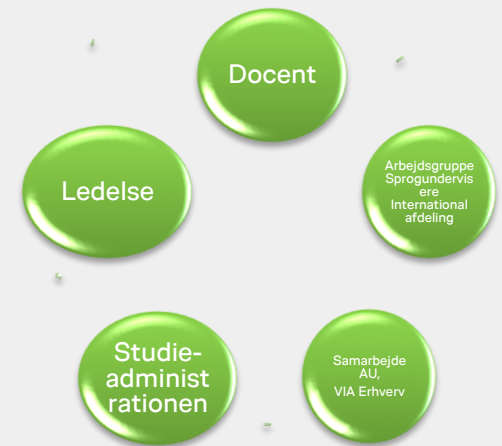 Docent
Arbejdsgruppe
Sprogundervis
ere
International
afdeling
Samarbejde
AU,
VIA Erhverv
Studie-
administ
rationen
Ledelse